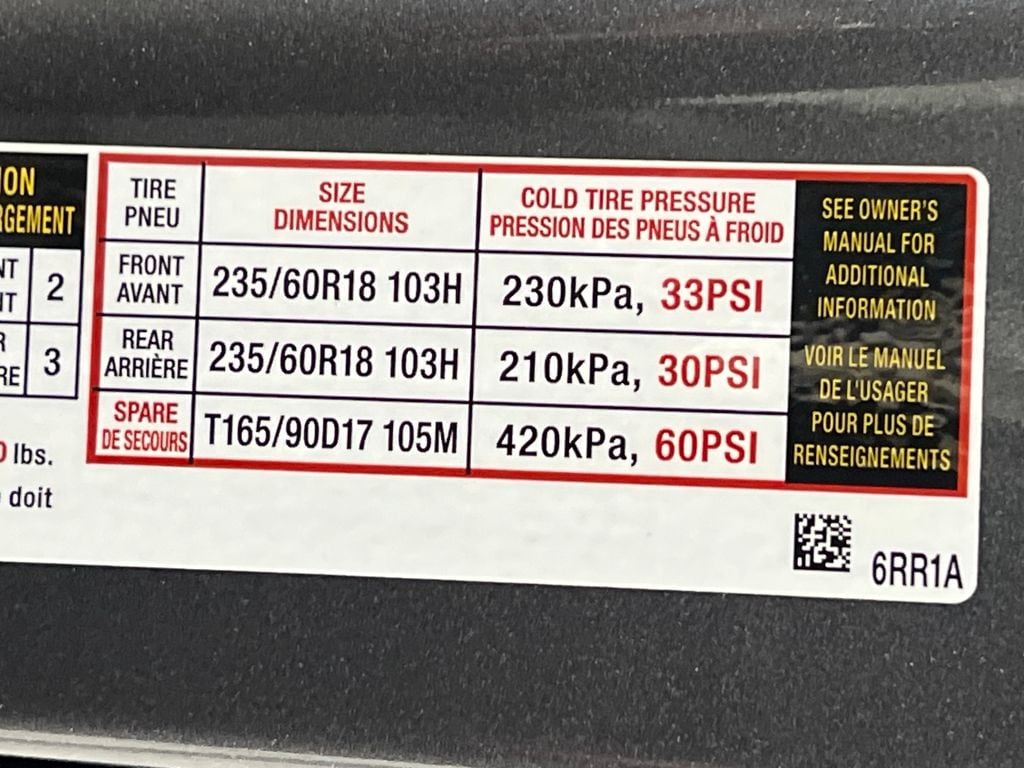 TIRE
PNEU
SIZE
DIMENSIONS
COLD TIRE PRESSURE
PRESSION DES PNEUS À FROID
FRONT
AVANT
235/60R18 103H
230kPa, 33PSI
REAR
ARRIÈRE
235/60R18 103H
210kPa, 30PSI
SPARE
DE SECOURS
T165/90D17 105M
420kPa, 60PSI
SEE OWNER'S
MANUAL FOR
ADDITIONAL
INFORMATION
VOIR LE MANUEL
DE L'USAGER
POUR PLUS DE
RENSEIGNEMENTS
2
3
lbs.
doit
6RR1A